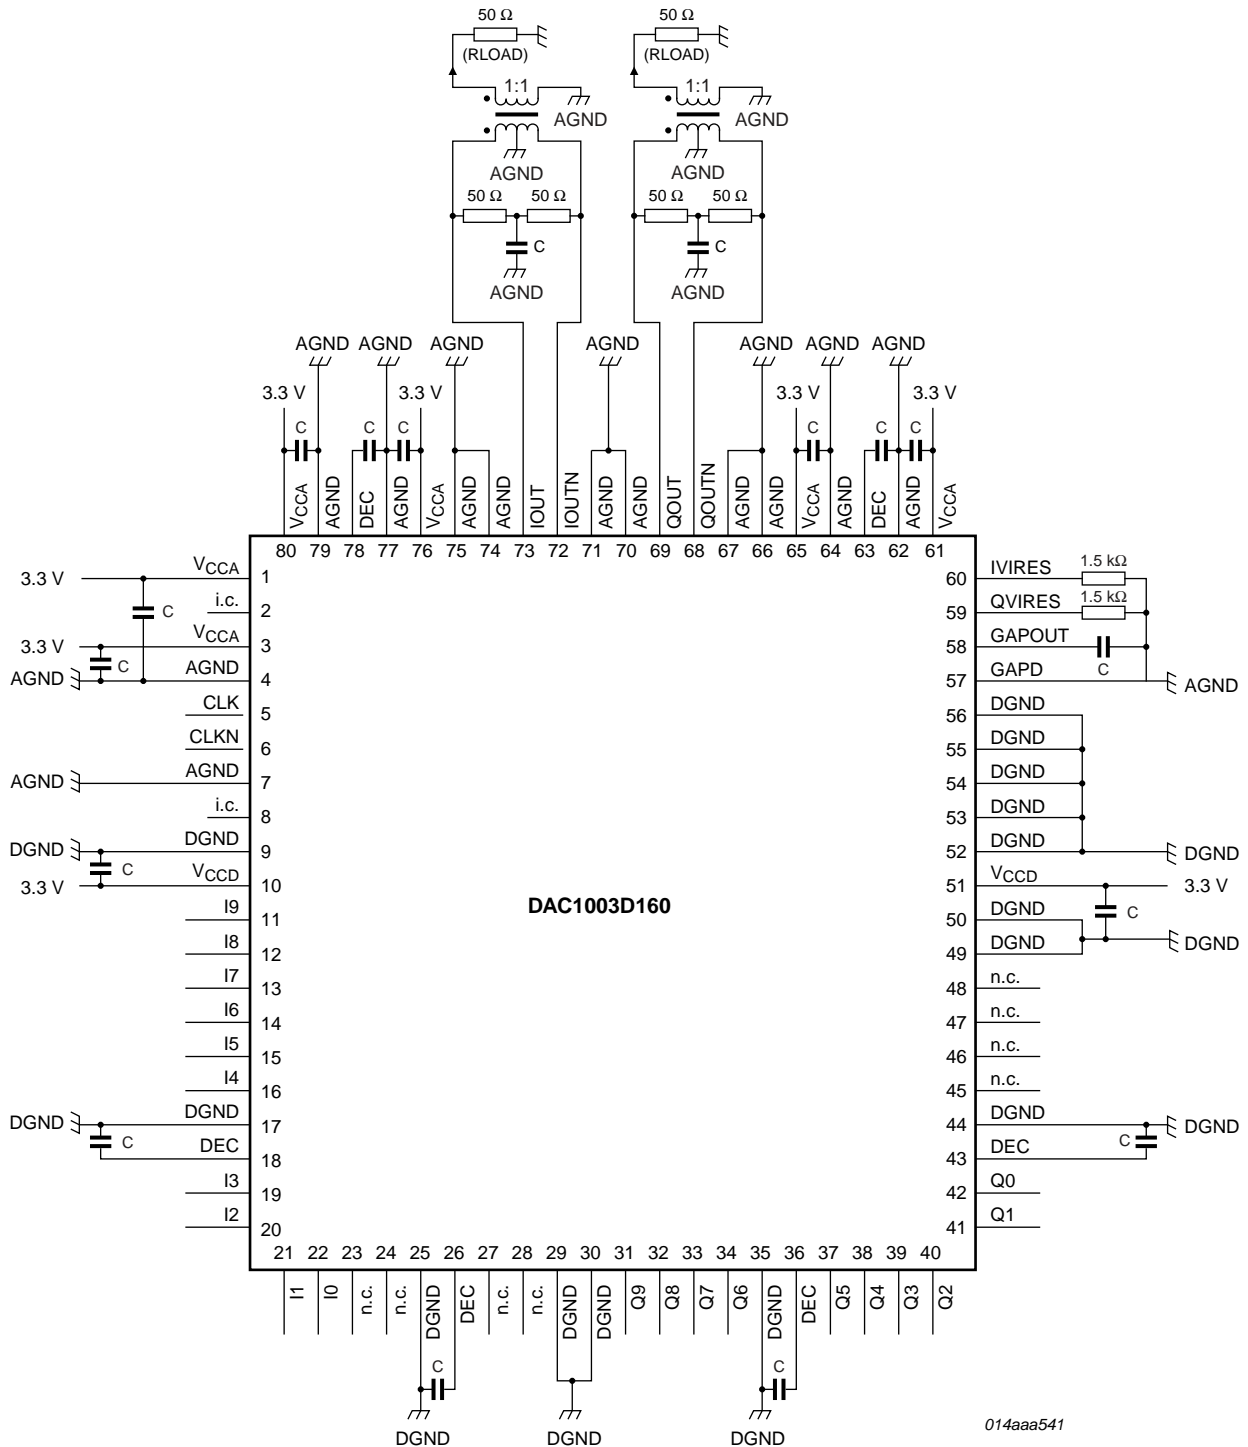 50 Ω 50 Ω
(RLOAD) (RLOAD)
1:1 1:1
AGND AGND
AGND AGND
50 Ω 50 Ω 50 Ω 50 Ω
C C
AGND AGND
AGND AGND AGND AGND AGND AGND AGND
3.3 V 3.3 V 3.3 V 3.3 V
C C C C C C
VCCA AGND DEC AGND VCCA AGND AGND IOUT IOUTN AGND AGND QOUT QOUTN AGND AGND VCCA AGND DEC AGND VCCA
80 79 78 77 76 75 74 73 72 71 70 69 68 67 66 65 64 63 62 61
3.3 V VCCA 1
C
i.c. 2
3.3 V VCCA 3
C
AGND AGND 4
CLK 5
CLKN 6
AGND AGND 7
i.c. 8
DGND DGND 9
C
3.3 V VCCD 10
I9 11
I8 12
I7 13
I6 14
I5 15
I4 16
DGND DGND 17
C
DEC 18
I3 19
I2 20
DAC1003D160
60 IVIRES 1.5 kΩ
59 QVIRES 1.5 kΩ
58 GAPOUT
C
57 GAPD AGND
56 DGND
55 DGND
54 DGND
53 DGND
52 DGND DGND
51 VCCD 3.3 V
C
50 DGND
49 DGND DGND
48 n.c.
47 n.c.
46 n.c.
45 n.c.
44 DGND DGND
C
43 DEC
42 Q0
41 Q1
21 22 23 24 25 26 27 28 29 30 31 32 33 34 35 36 37 38 39 40
I1 I0 n.c. n.c. DGND DEC n.c. n.c. DGND DGND Q9 Q8 Q7 Q6 DGND DEC Q5 Q4 Q3 Q2
C C
DGND DGND DGND
014aaa541